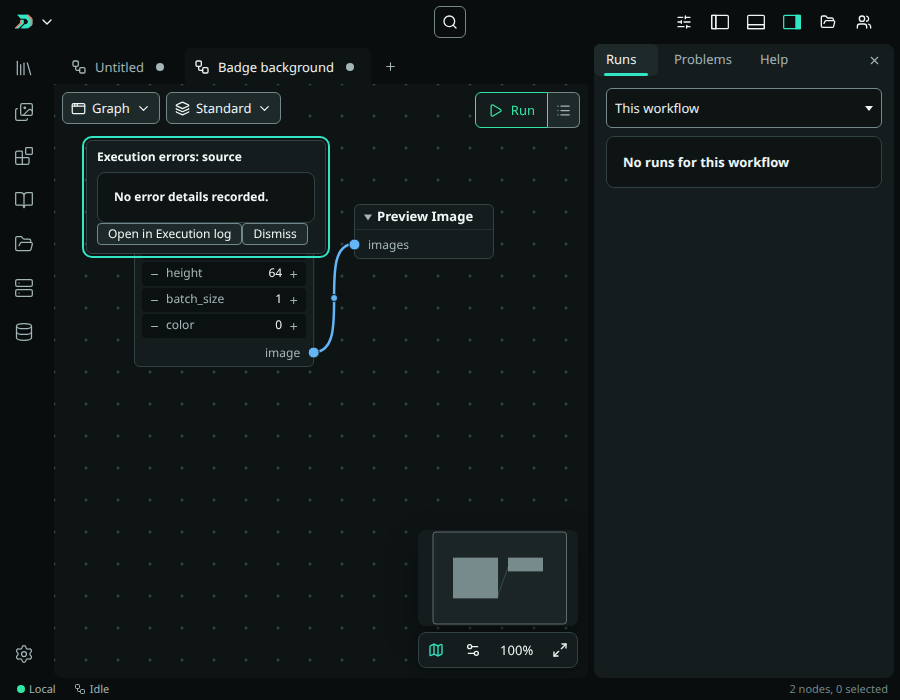 Untitled
Badge background
Runs
Problems
Help
Graph
Standard
Run
This workflow
No runs for this workflow
Execution errors: source
No error details recorded.
Open in Execution log
Dismiss
Preview Image
images
height 64
batch_size 1
color 0
image
100%
Local
Idle
2 nodes, 0 selected